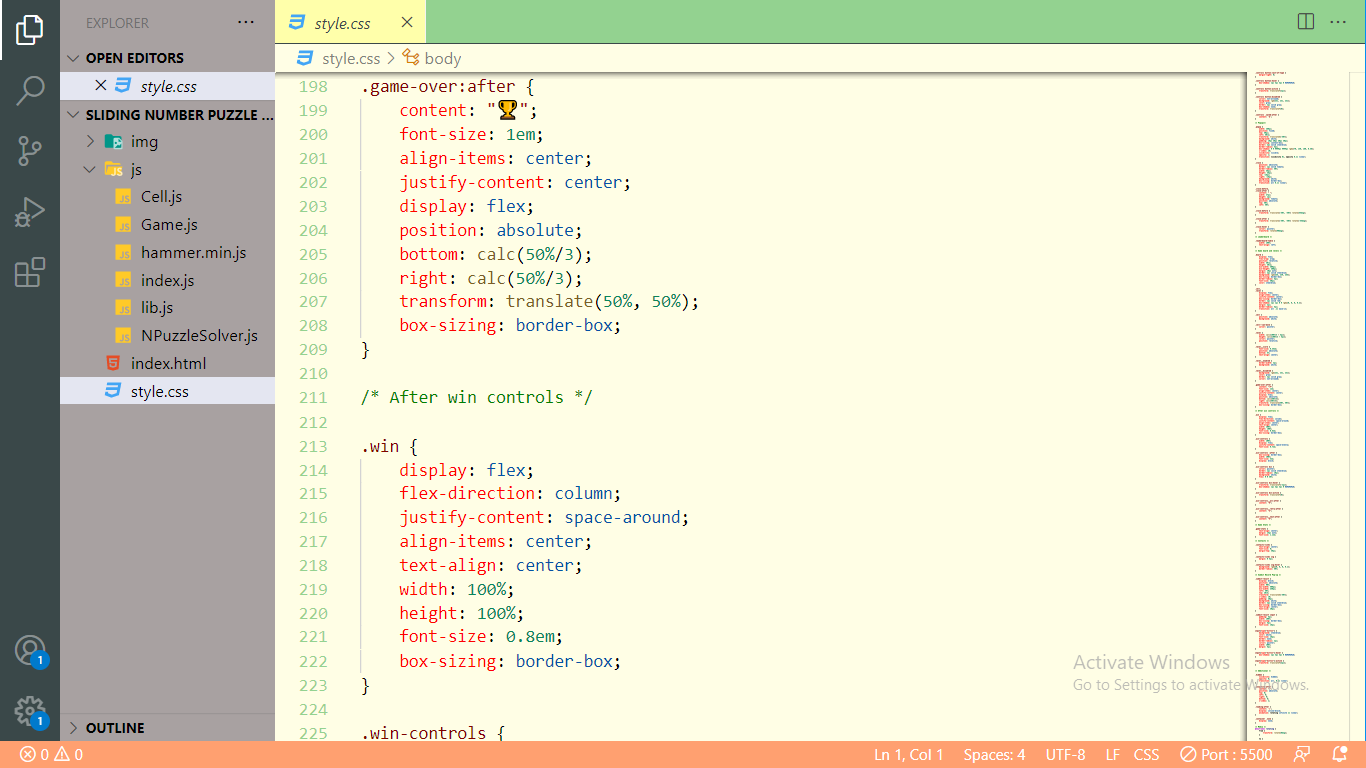 EXPLORER
OPEN EDITORS
style.css
SLIDING NUMBER PUZZLE ...
img
js
Cell.js
Game.js
hammer.min.js
index.js
lib.js
NPuzzleSolver.js
index.html
style.css
OUTLINE
1
1
style.css
style.css > body
198 .game-over:after {
199 content: "🏆";
200 font-size: 1em;
201 align-items: center;
202 justify-content: center;
203 display: flex;
204 position: absolute;
205 bottom: calc(50%/3);
206 right: calc(50%/3);
207 transform: translate(50%, 50%);
208 box-sizing: border-box;
209 }
210
211 /* After win controls */
212
213 .win {
214 display: flex;
215 flex-direction: column;
216 justify-content: space-around;
217 align-items: center;
218 text-align: center;
219 width: 100%;
220 height: 100%;
221 font-size: 0.8em;
222 box-sizing: border-box;
223 }
224
225 .win-controls {
Activate Windows
Go to Settings to activate Windows.
0 0
Ln 1, Col 1 Spaces: 4 UTF-8 LF CSS Port : 5500